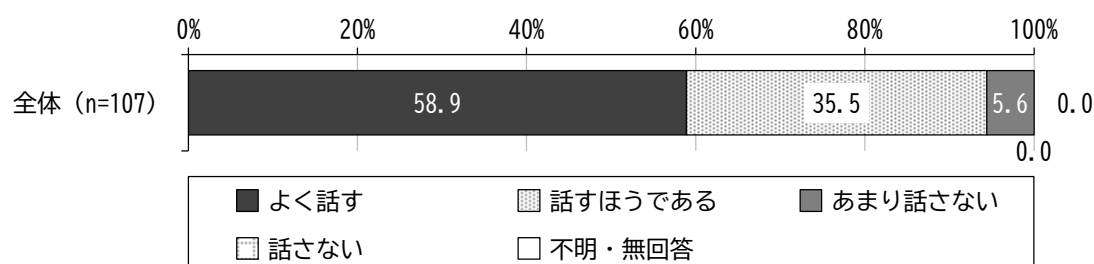 0% 20% 40% 60% 80% 100%
全体（n=107） 58.9 35.5 5.6 0.0
0.0
よく話す 話すほうである あまり話さない
話さない 不明・無回答